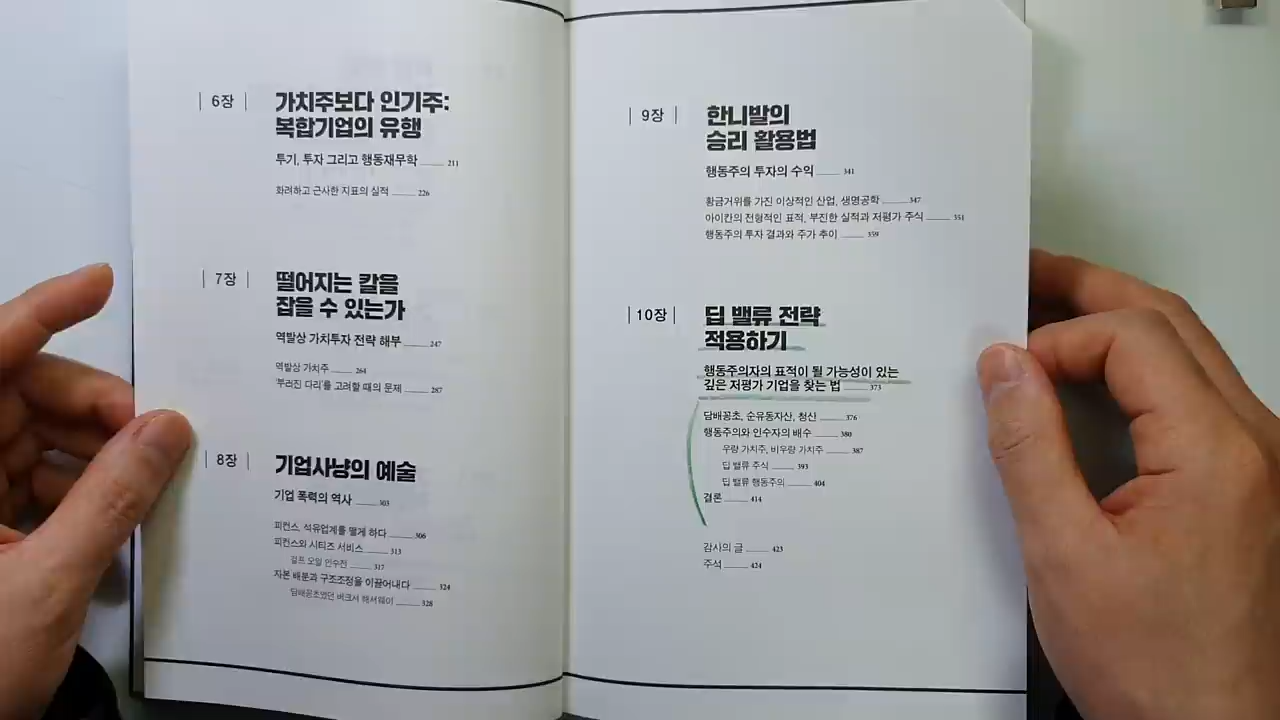 6장
가치주보다 인기주:
복합기업의 유행
투기, 투자 그리고 행동재무학 211
화려하고 근사한 지표의 실적 226
7장
떨어지는 칼을
잡을 수 있는가
역발상 가치투자 전략 해부 247
역발상 가치주 264
'부러진 다리'를 고려할 때의 문제 287
8장
기업사냥의 예술
기업 폭력의 역사 303
피컨스, 석유업계를 떨게 하다 306
피컨스와 시티즈 서비스 313
걸프 오일 인수전 317
자본 배분과 구조조정을 이끌어내다 324
담배꽁초였던 버크셔 해서웨이 328
9장
한니발의
승리 활용법
행동주의 투자의 수익 341
황금거위를 가진 이상적인 산업, 생명공학 347
아이칸의 전형적인 표적, 부진한 실적과 저평가 주식 351
행동주의 투자 결과와 주가 추이 359
10장
딥 밸류 전략
적용하기
행동주의자의 표적이 될 가능성이 있는
깊은 저평가 기업을 찾는 법 373
담배꽁초, 순유동자산, 청산 376
행동주의와 인수자의 배수 380
우량 가치주, 비우량 가치주 387
딥 밸류 주식 393
딥 밸류 행동주의 404
결론 414
감사의 글 423
주석 424